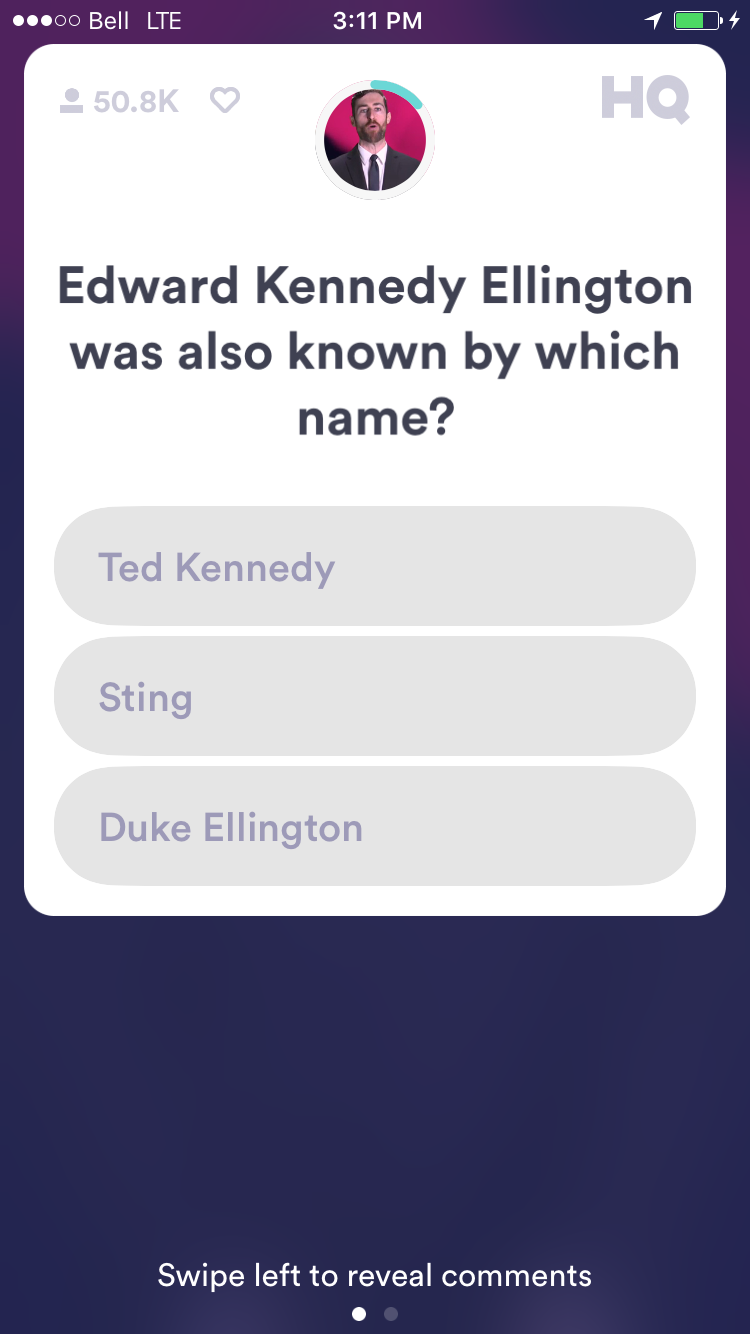 Bell LTE 3:11 PM
50.8K HQ
Edward Kennedy Ellington
was also known by which
name?
Ted Kennedy
Sting
Duke Ellington
Swipe left to reveal comments